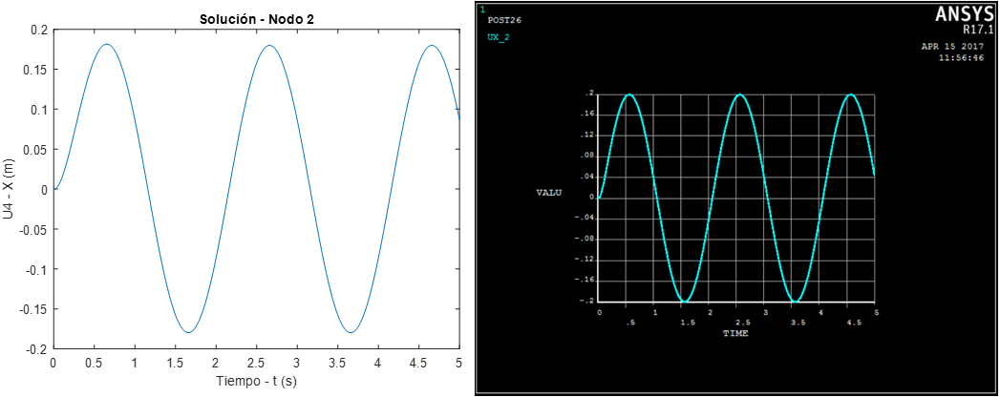 Solución - Nodo 2
0.2
0.15
0.1
0.05
0
-0.05
-0.1
-0.15
-0.2
U4 - X (m)
0 0.5 1 1.5 2 2.5 3 3.5 4 4.5 5
Tiempo - t (s)
1
POST26
UX_2
ANSYS
R17.1
APR 15 2017
11:56:46
.2
.16
.12
.08
.04
0
-.04
-.08
-.12
-.16
-.2
VALU
0 1 2 3 4 5
.5 1.5 2.5 3.5 4.5
TIME